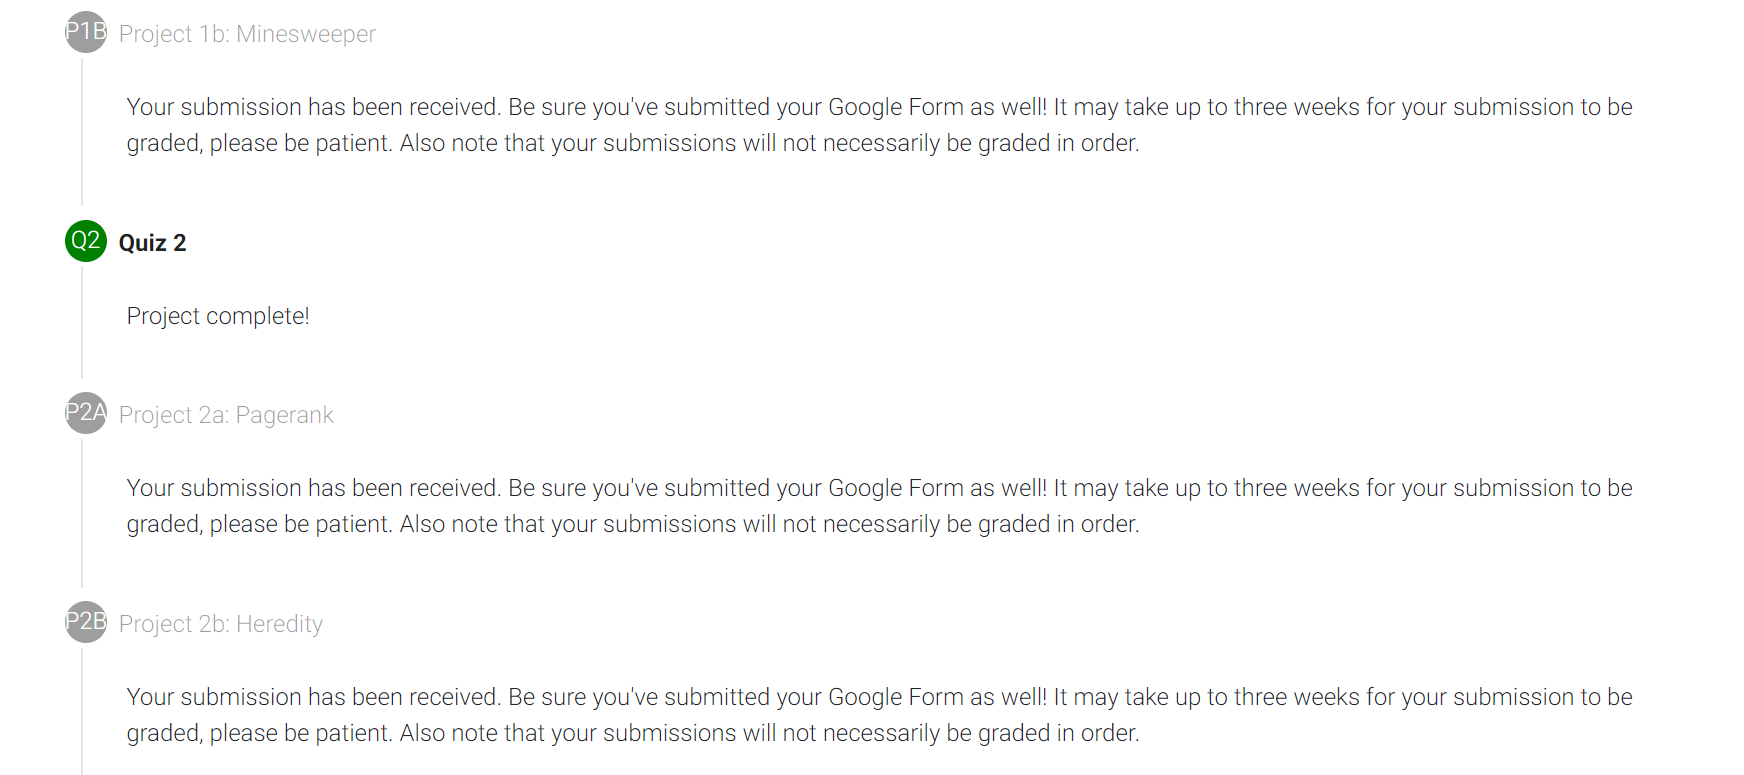 P1B Project 1b: Minesweeper
Your submission has been received. Be sure you've submitted your Google Form as well! It may take up to three weeks for your submission to be
graded, please be patient. Also note that your submissions will not necessarily be graded in order.
Q2 Quiz 2
Project complete!
P2A Project 2a: Pagerank
Your submission has been received. Be sure you've submitted your Google Form as well! It may take up to three weeks for your submission to be
graded, please be patient. Also note that your submissions will not necessarily be graded in order.
P2B Project 2b: Heredity
Your submission has been received. Be sure you've submitted your Google Form as well! It may take up to three weeks for your submission to be
graded, please be patient. Also note that your submissions will not necessarily be graded in order.